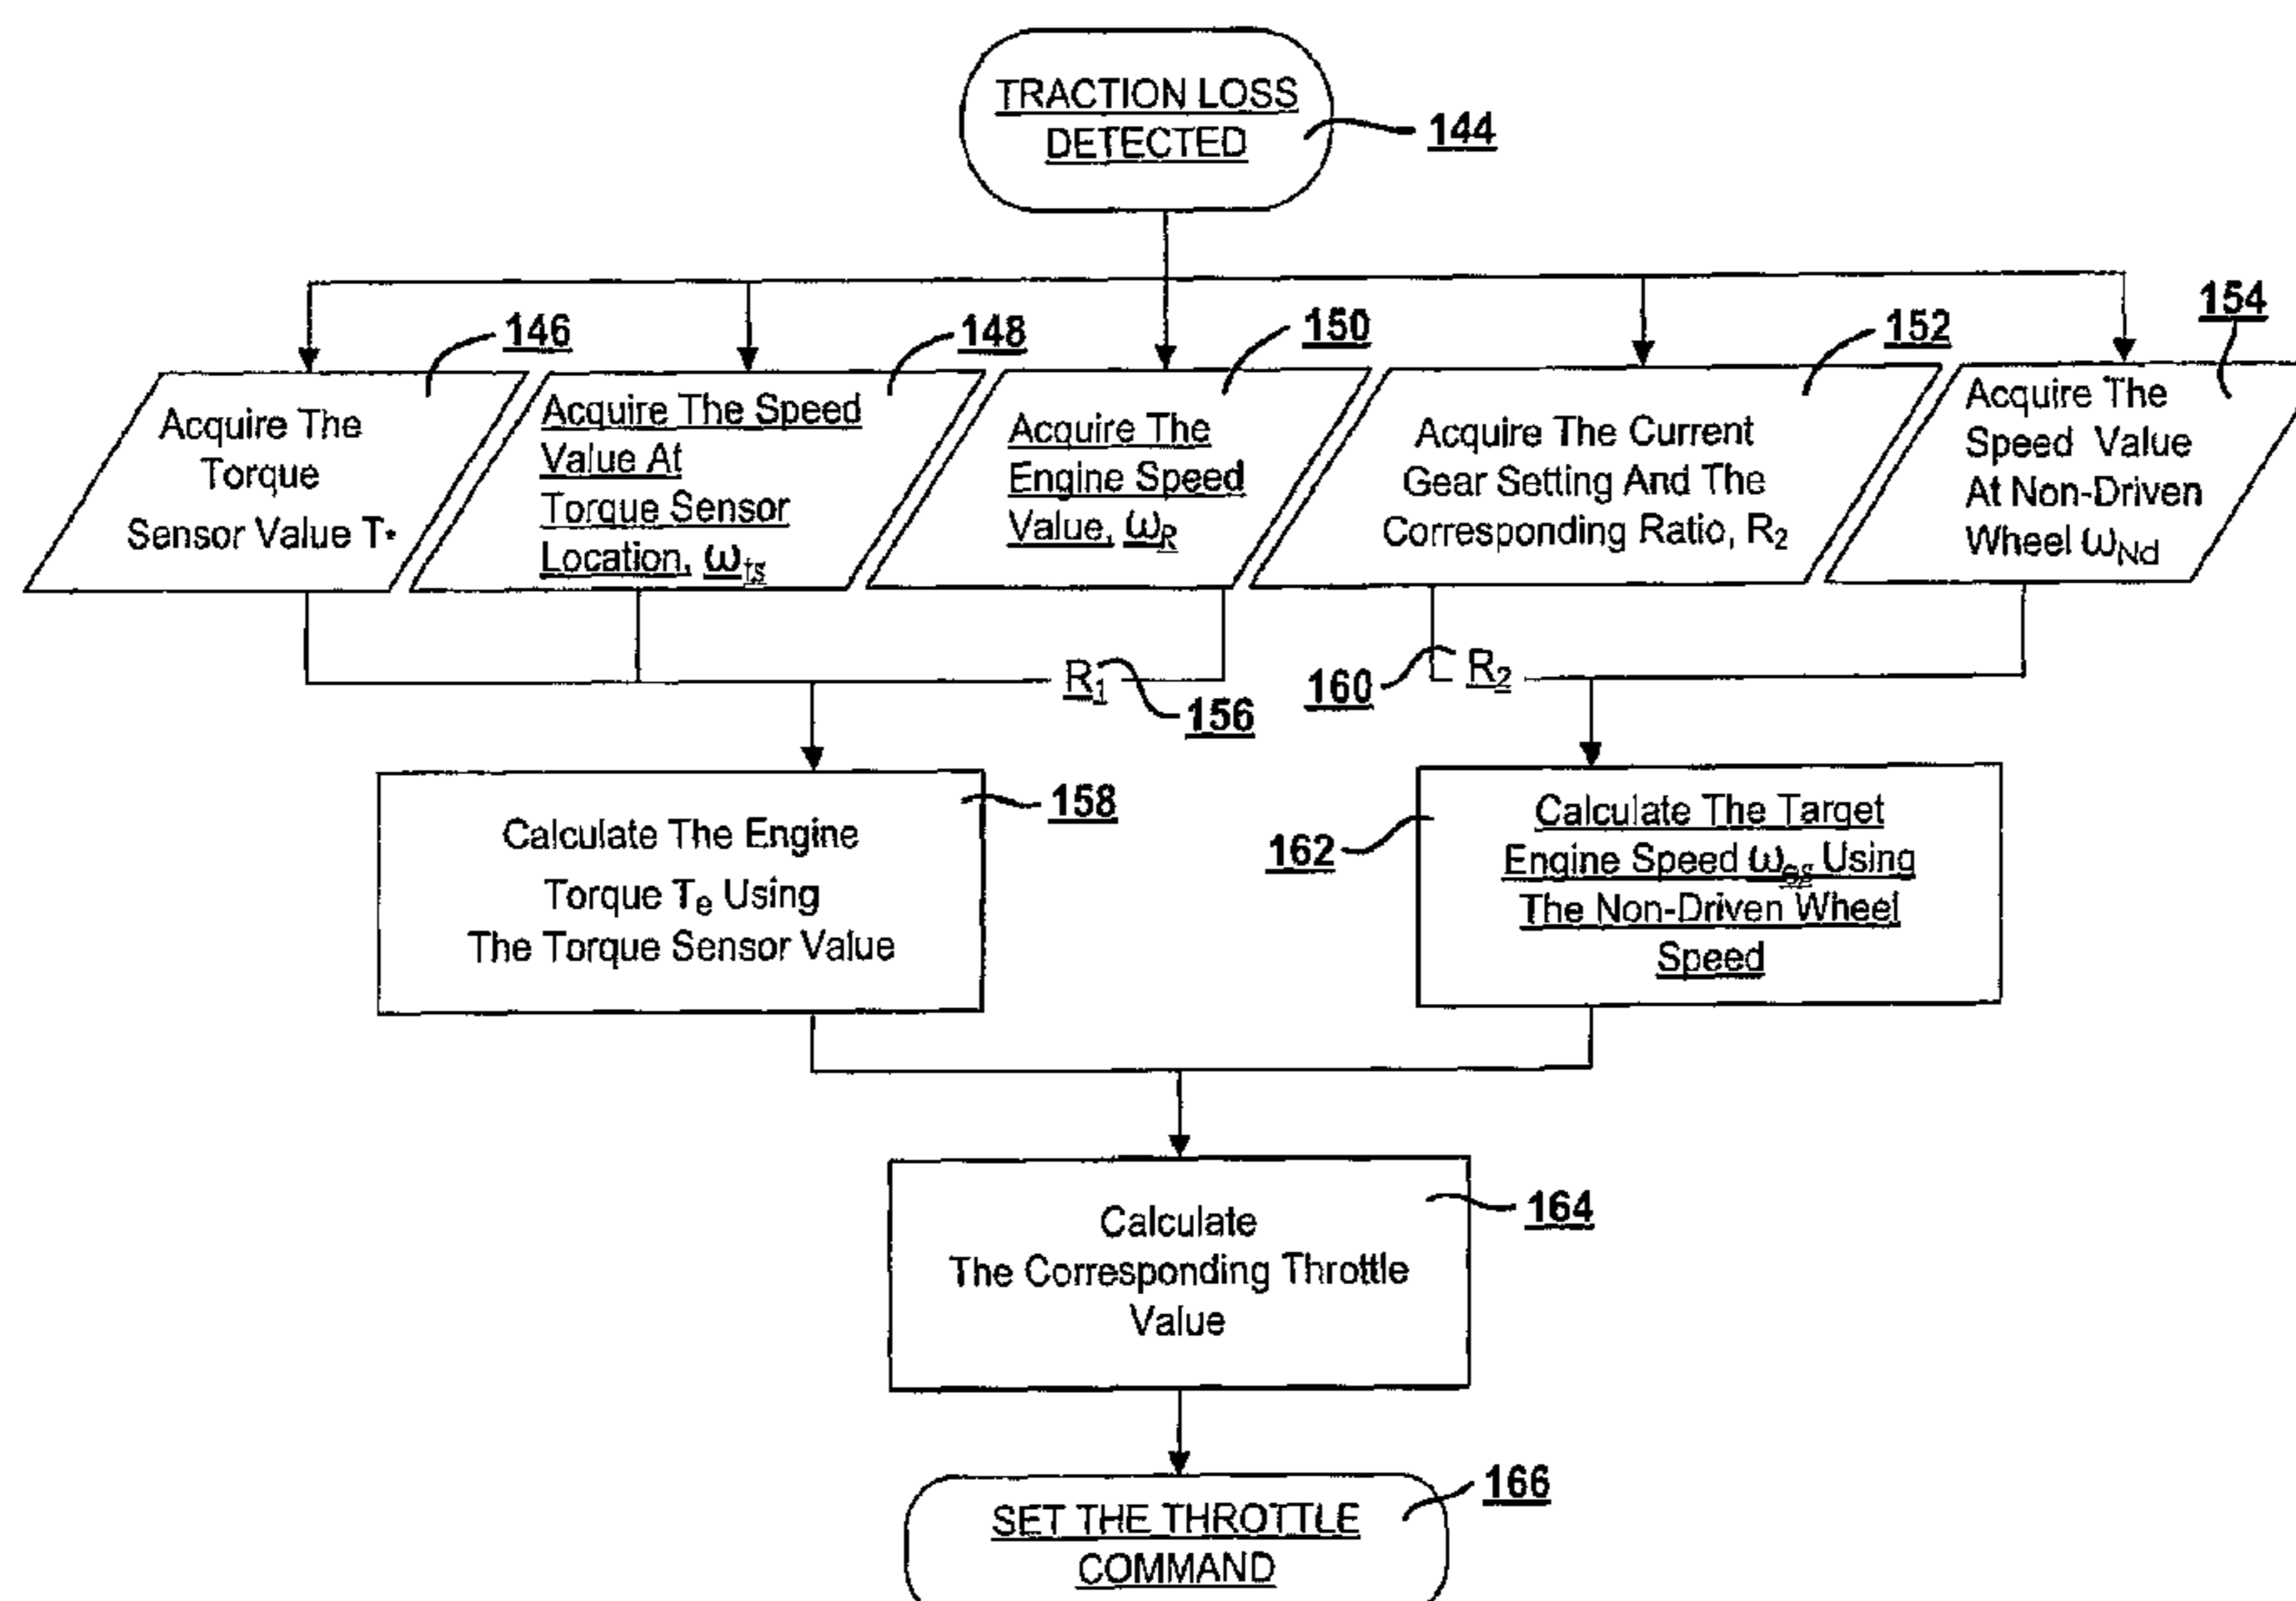 TRACTION LOSS
DETECTED
144
146
148
150
152
154
Acquire The
Torque
Sensor Value T*
Acquire The Speed
Value At
Torque Sensor
Location, ωts
Acquire The
Engine Speed
Value, ωR
Acquire The Current
Gear Setting And The
Corresponding Ratio, R2
Acquire The
Speed Value
At Non-Driven
Wheel ωNd
R1
156
160
R2
Calculate The Engine
Torque Te Using
The Torque Sensor Value
158
162
Calculate The Target
Engine Speed ωes Using
The Non-Driven Wheel
Speed
Calculate
The Corresponding Throttle
Value
164
SET THE THROTTLE
COMMAND
166